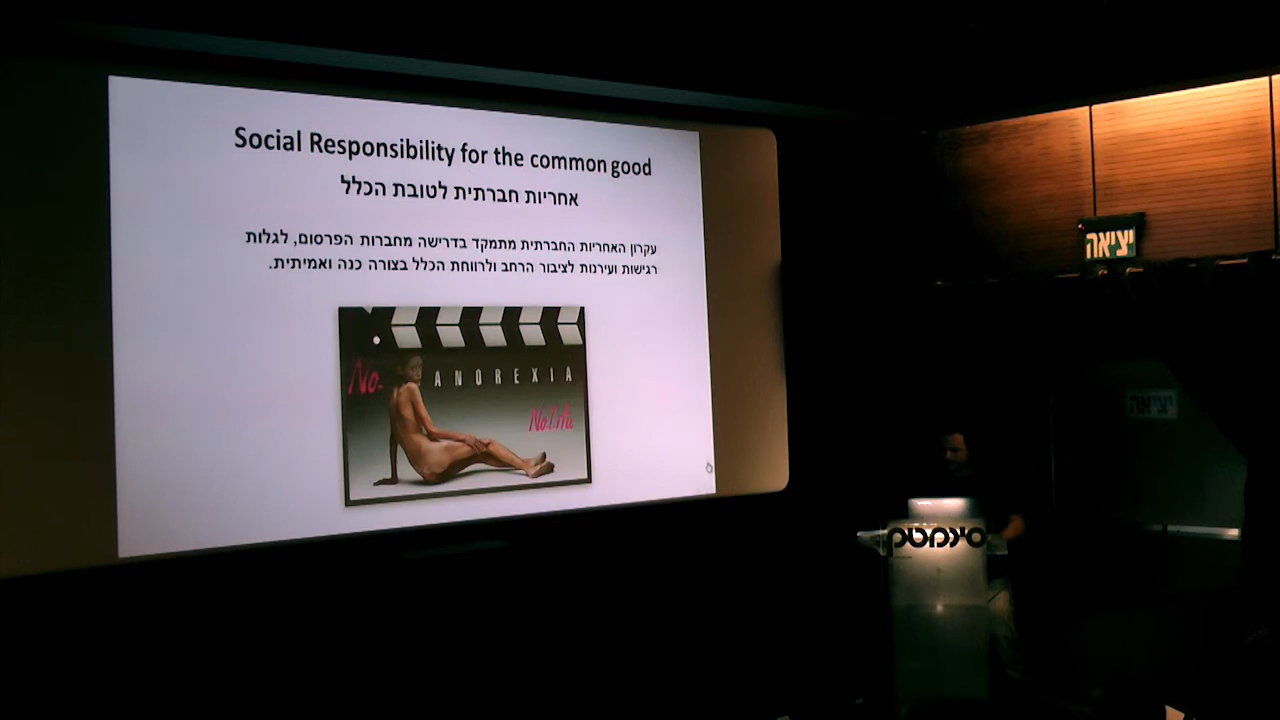 Social Responsibility for the common good
אחריות חברתית לטובת הכלל
עקרון האחריות החברתית מתמקד בדרישה מחברות הפרסום, לגלות
רגישות ועירנות לציבור הרחב ולרווחת הכלל בצורה כנה ואמיתית.
No. ANOREXIA
No.l.ita
יציאה
יציאה
סינמטק